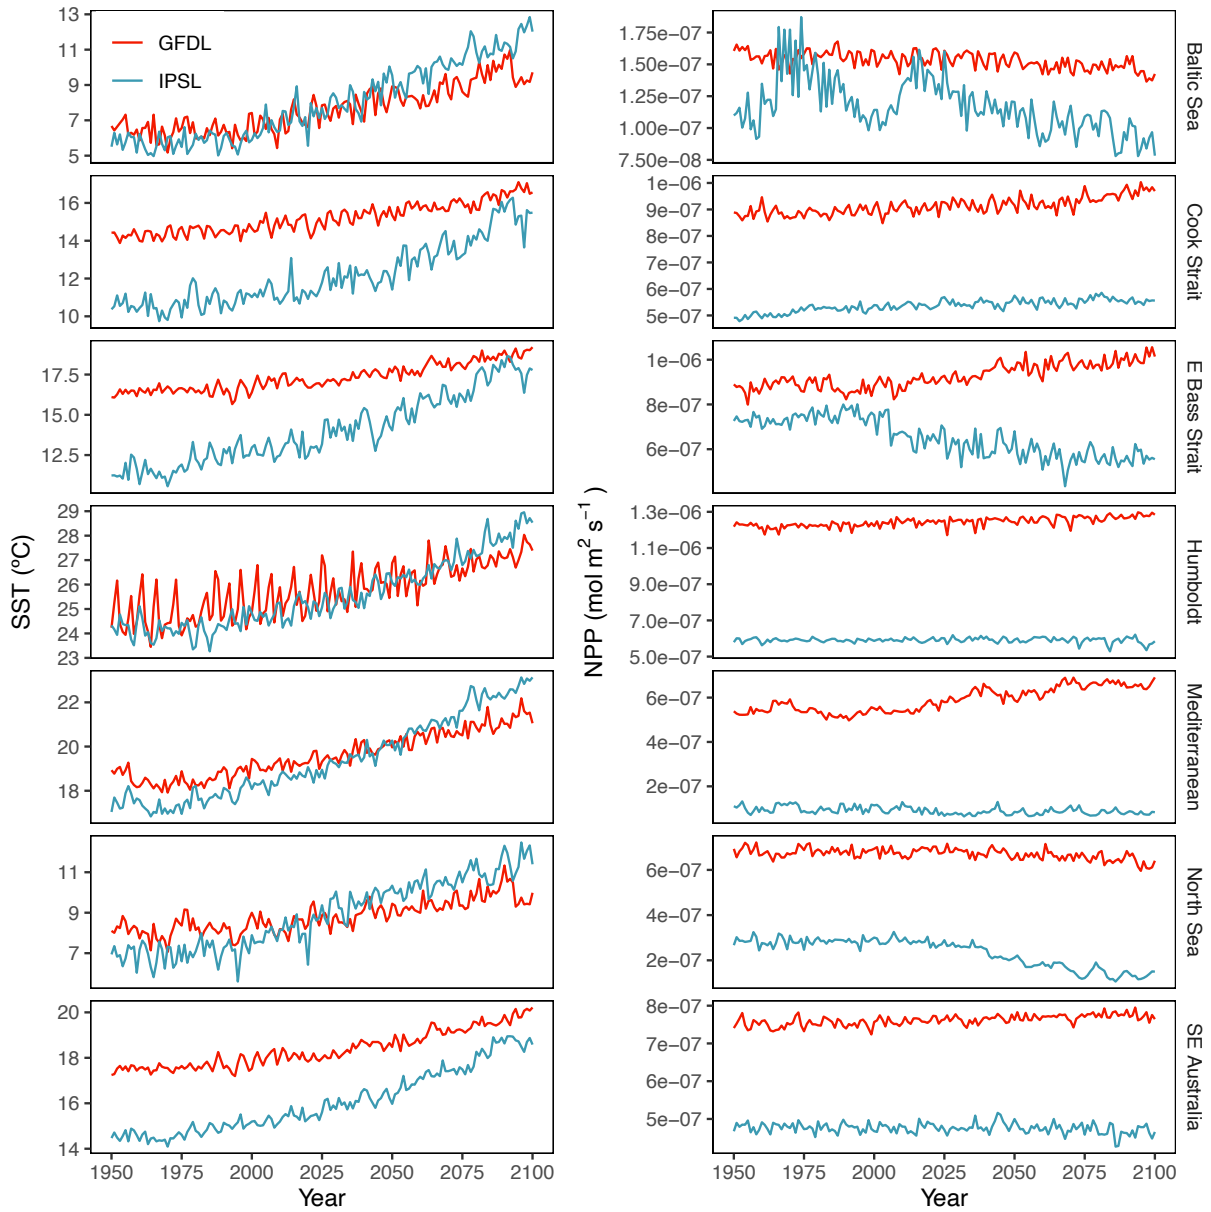 GFDL
IPSL
13
11
9
7
5
1.75e−07
1.50e−07
1.25e−07
1.00e−07
7.50e−08
Baltic Sea
16
14
12
10
1e−06
9e−07
8e−07
7e−07
6e−07
5e−07
Cook Strait
17.5
15.0
12.5
1e−06
8e−07
6e−07
E Bass Strait
SST (ºC)
29
28
27
26
25
24
23
NPP (mol m² s⁻¹ )
1.3e−06
1.1e−06
9.0e−07
7.0e−07
5.0e−07
Humboldt
22
20
18
6e−07
4e−07
2e−07
Mediterranean
11
9
7
6e−07
4e−07
2e−07
North Sea
20
18
16
14
8e−07
7e−07
6e−07
5e−07
SE Australia
1950 1975 2000 2025 2050 2075 2100
1950 1975 2000 2025 2050 2075 2100
Year
Year